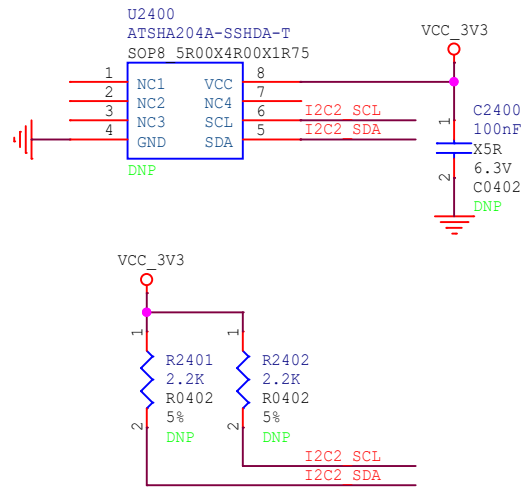 U2400
ATSHA204A-SSHDA-T
SOP8_5R00X4R00X1R75
VCC_3V3
1 NC1 VCC 8
2 NC2 NC4 7
3 NC3 SCL 6 I2C2_SCL
4 GND SDA 5 I2C2_SDA
DNP
1
C2400
100nF
X5R
6.3V
2
C0402
DNP
VCC_3V3
1
1
R2401
2.2K
R0402
5%
DNP
R2402
2.2K
R0402
5%
DNP
2
2
I2C2_SCL
I2C2_SDA